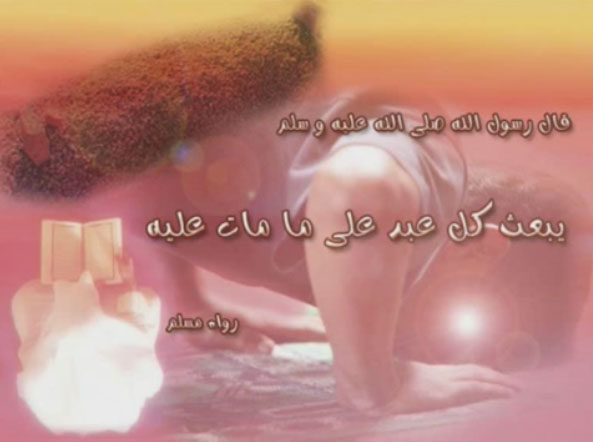 قال رسول الله صلى الله عليه و سلم
يبعث كل عبد على ما مات عليه
رواه مسلم